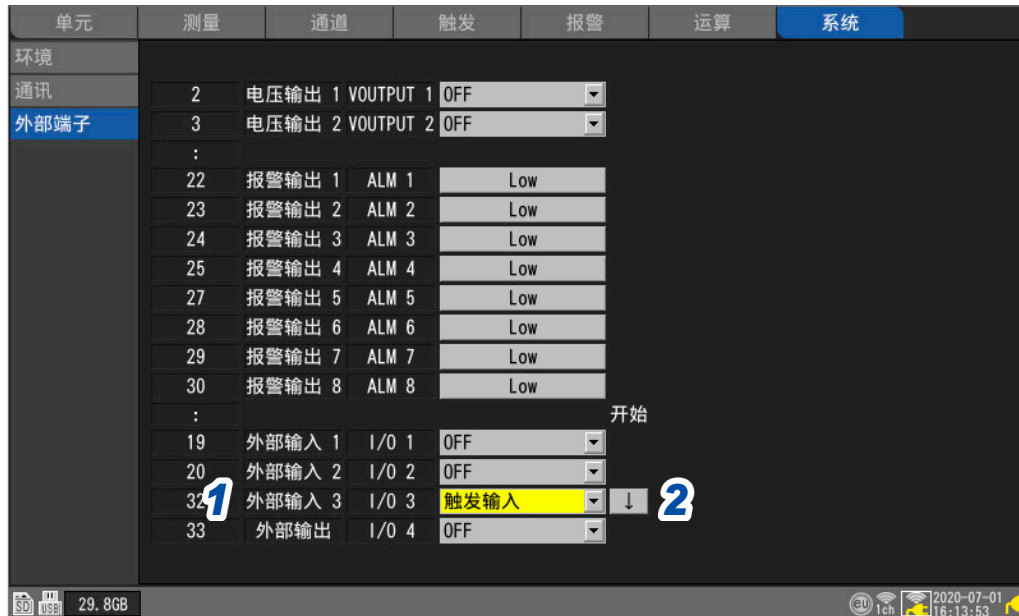 单元 测量 通道 触发 报警 运算 系统
环境
通讯
外部端子
2 电压输出 1 VOUTPUT 1 OFF
3 电压输出 2 VOUTPUT 2 OFF
:
22 报警输出 1 ALM 1 Low
23 报警输出 2 ALM 2 Low
24 报警输出 3 ALM 3 Low
25 报警输出 4 ALM 4 Low
27 报警输出 5 ALM 5 Low
28 报警输出 6 ALM 6 Low
29 报警输出 7 ALM 7 Low
30 报警输出 8 ALM 8 Low
: 开始
19 外部输入 1 I/O 1 OFF
20 外部输入 2 I/O 2 OFF
32 1 外部输入 3 I/O 3 触发输入 ↓ 2
33 外部输出 I/O 4 OFF
SD USB 29.8GB eu 1ch 2020-07-01
16:13:53